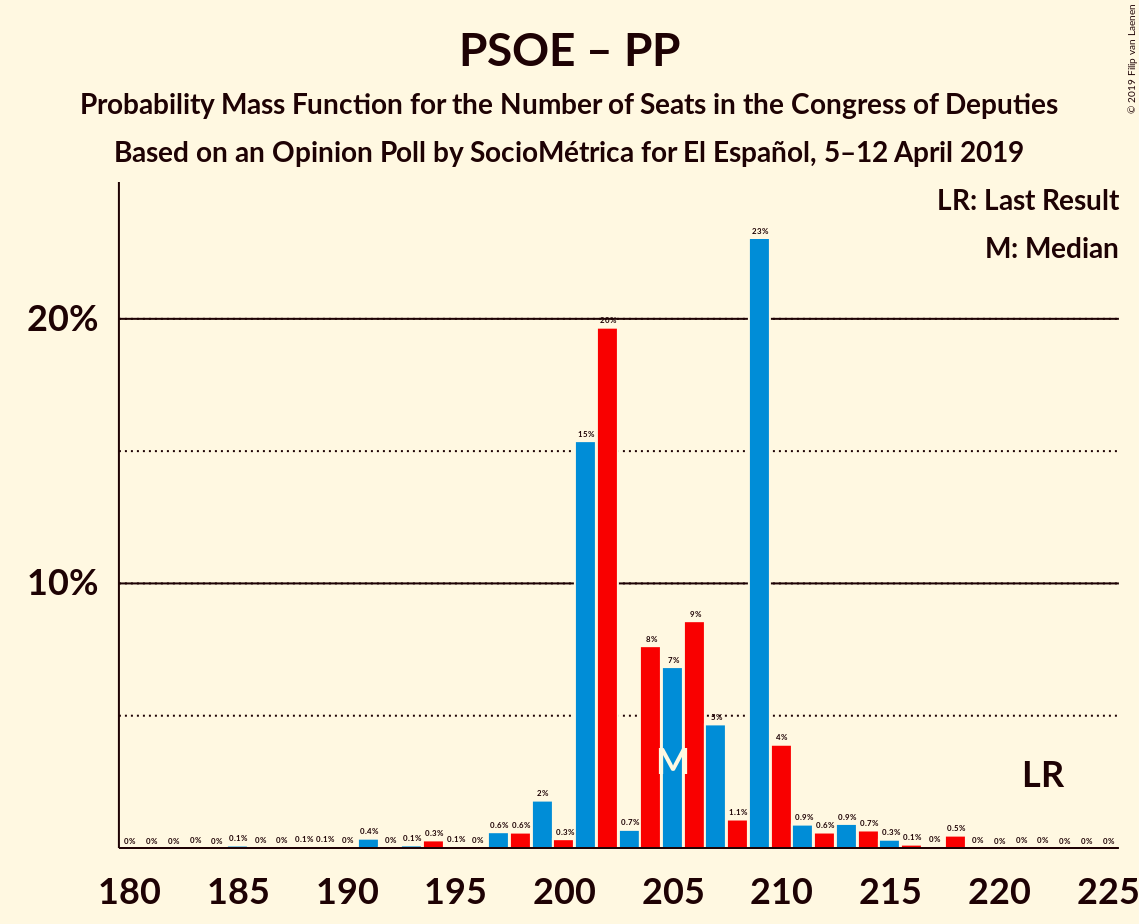 PSOE – PP
Probability Mass Function for the Number of Seats in the Congress of Deputies
Based on an Opinion Poll by SocioMétrica for El Español, 5–12 April 2019
© 2019 Filip van Laenen
LR: Last Result
M: Median
20%
10%
0% 0% 0% 0% 0% 0.1% 0% 0% 0.1% 0.1% 0% 0.4% 0% 0.1% 0.3% 0.1% 0% 0.6% 0.6% 2% 0.3% 15% 20% 0.7% 8% 7% 9% 5% 1.1% 23% 4% 0.9% 0.6% 0.9% 0.7% 0.3% 0.1% 0% 0.5% 0% 0% 0% 0% 0% 0% 0%
M
LR
180 185 190 195 200 205 210 215 220 225